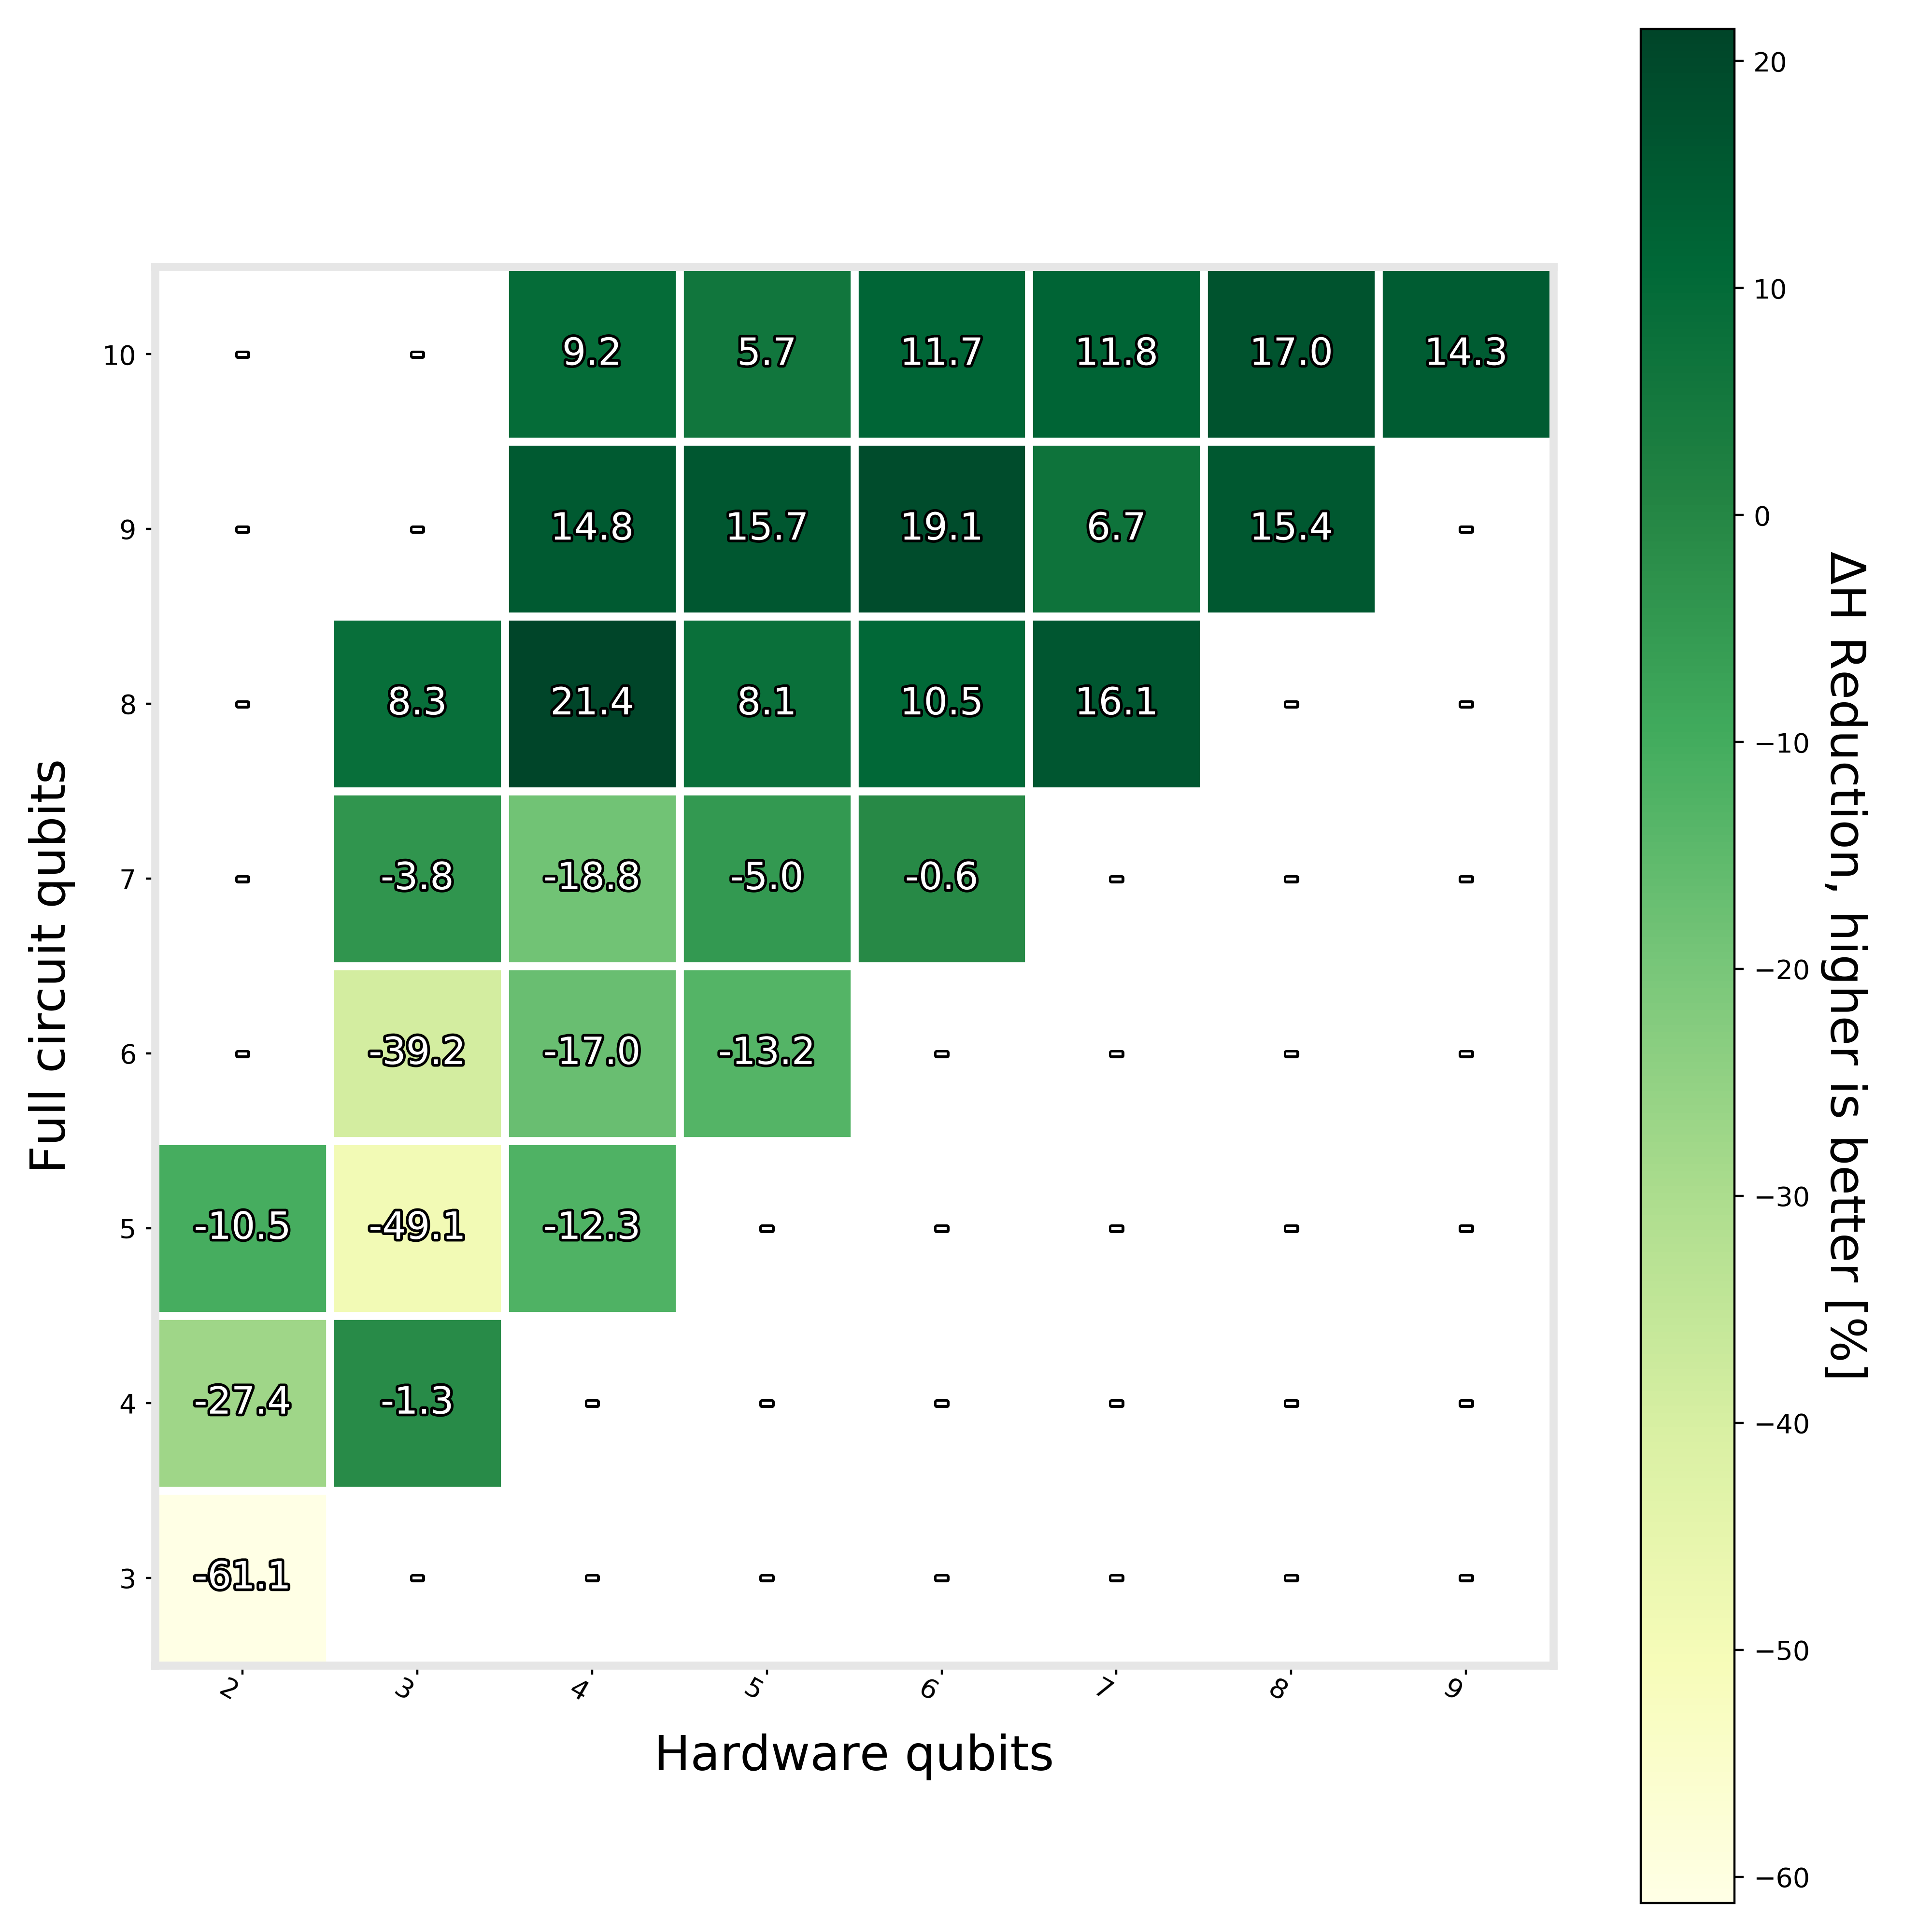 10 - - 9.2 5.7 11.7 11.8 17.0 14.3
9 - - 14.8 15.7 19.1 6.7 15.4 -
8 - 8.3 21.4 8.1 10.5 16.1 - -
7 - -3.8 -18.8 -5.0 -0.6 - - -
6 - -39.2 -17.0 -13.2 - - - -
5 -10.5 -49.1 -12.3 - - - - -
4 -27.4 -1.3 - - - - - -
3 -61.1 - - - - - - -
2 3 4 5 6 7 8 9
Hardware qubits
Full circuit qubits
20
10
0
−10
−20
−30
−40
−50
−60
ΔH Reduction, higher is better [%]